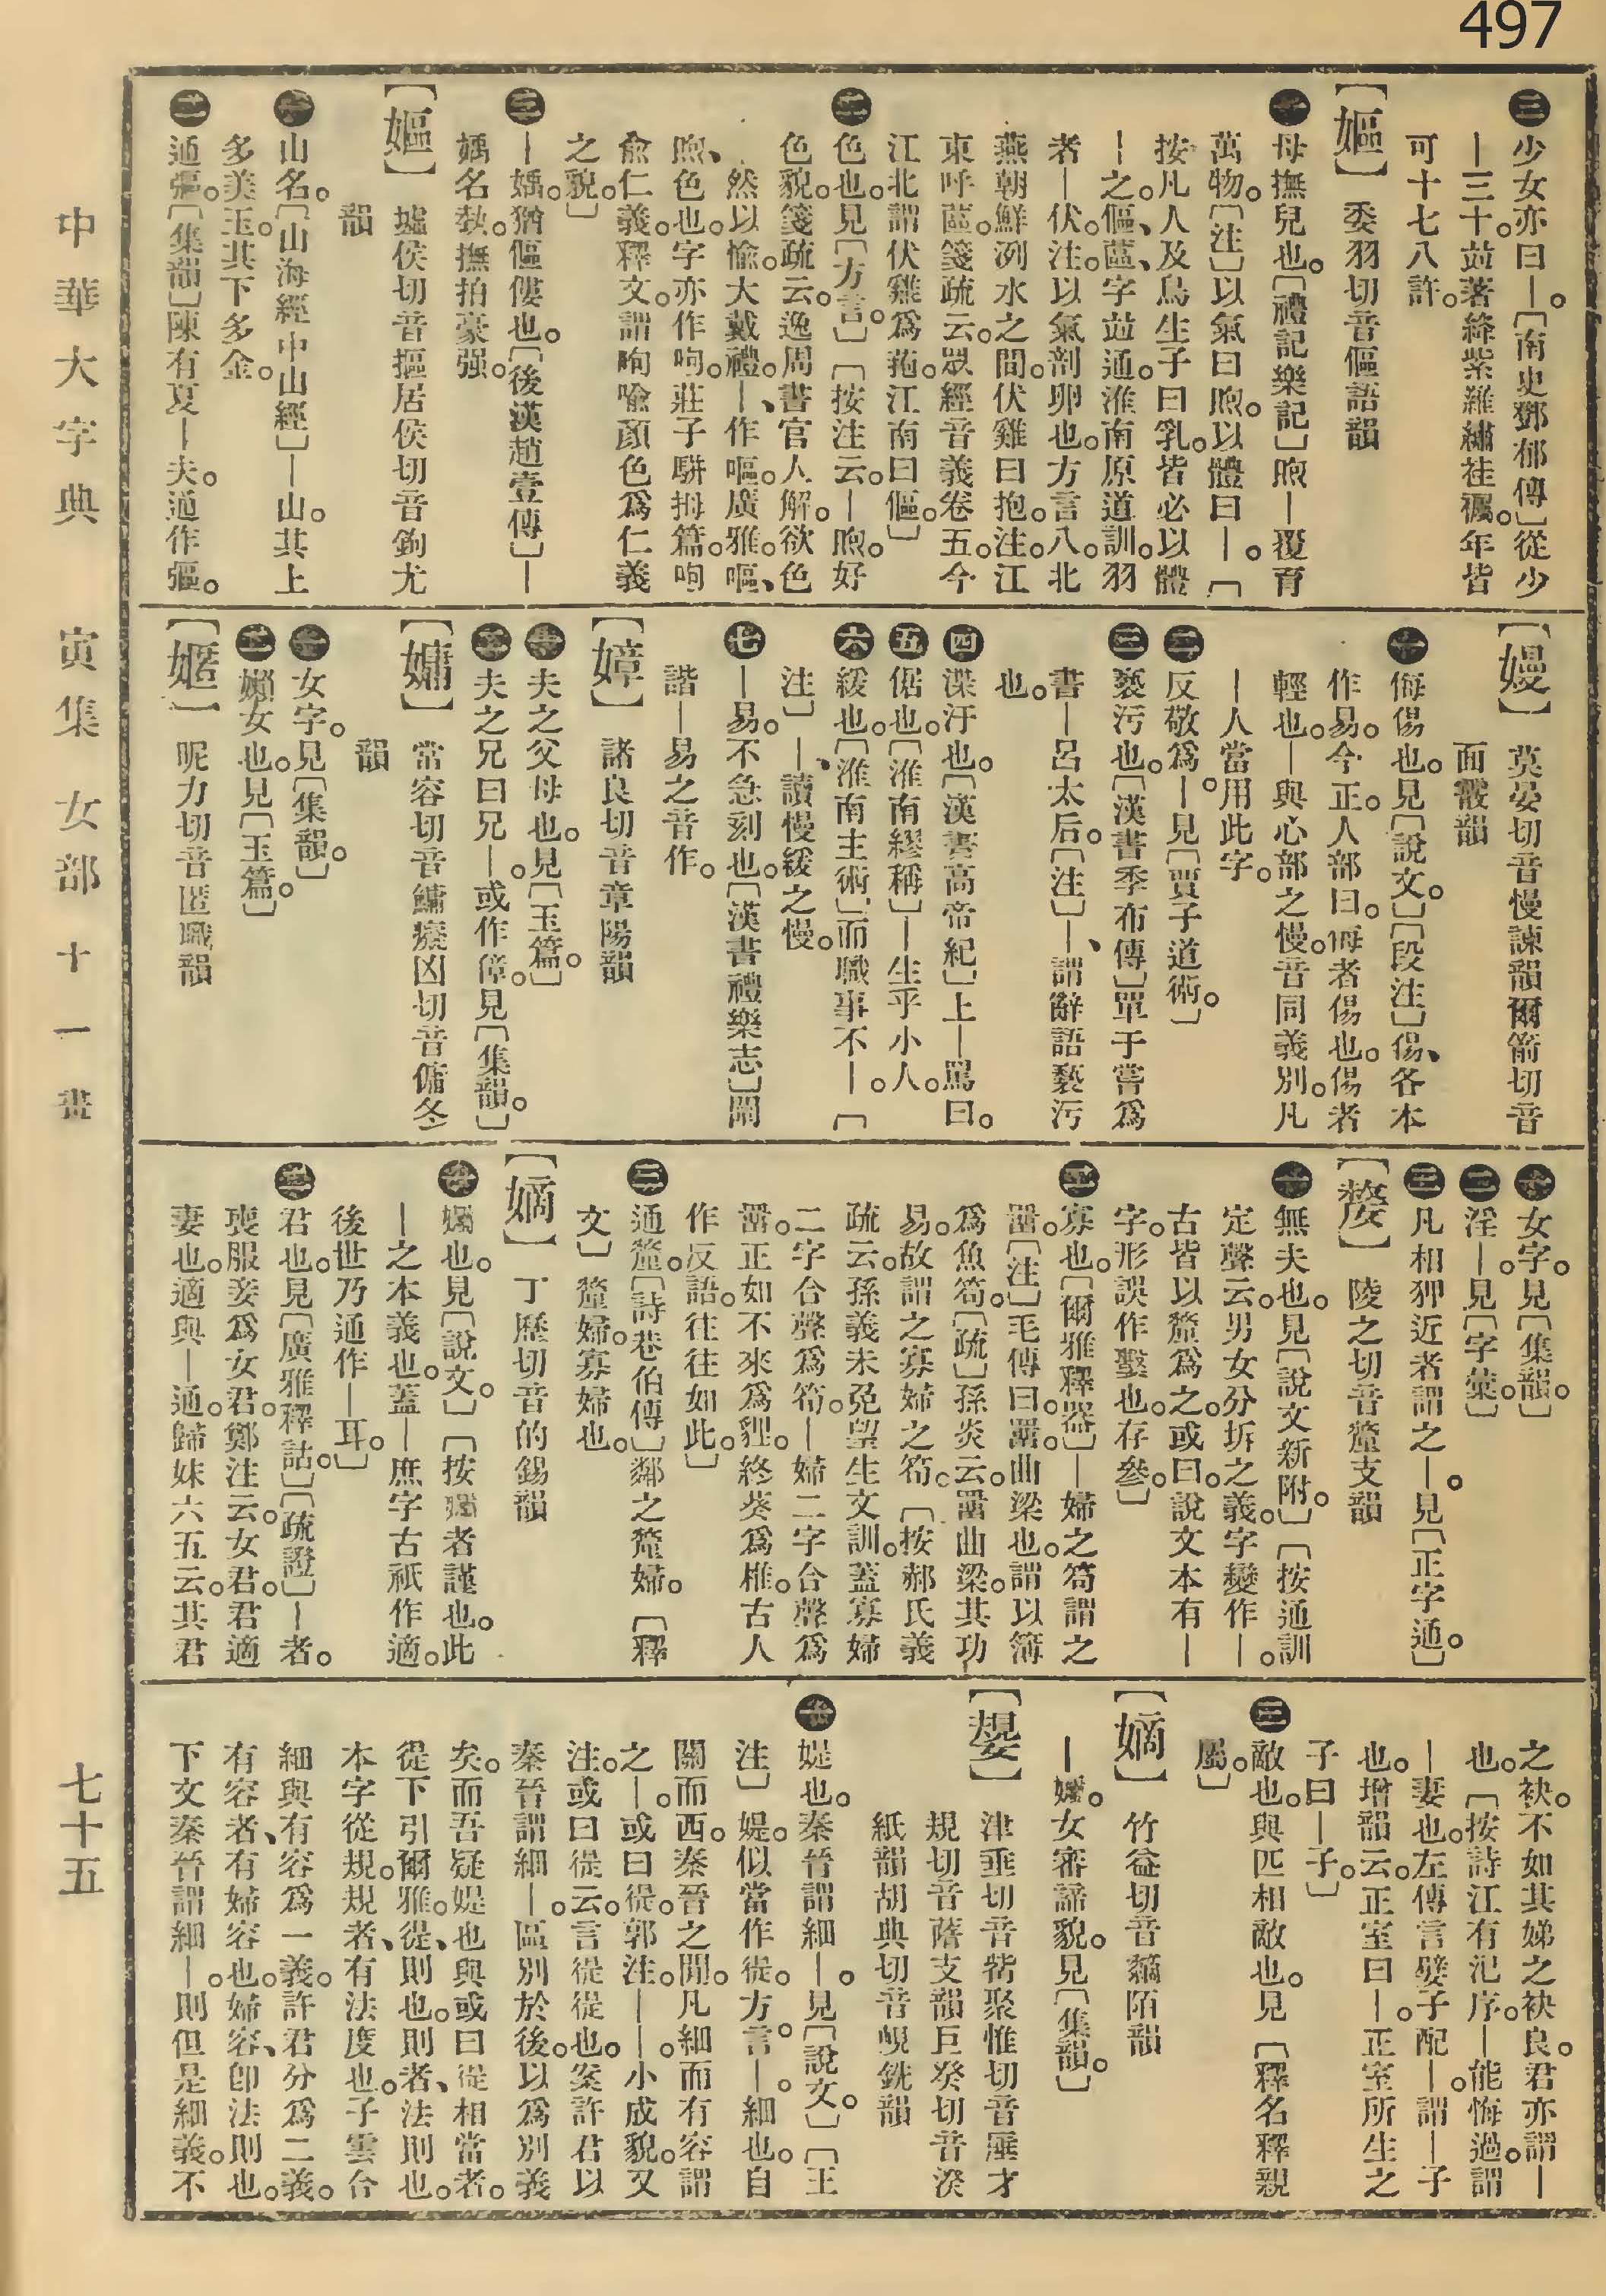 497
㊂少女亦曰—。〔南史鄧郁傳〕從少
—三十。並著絳紫羅繡袿䙱。年皆
可十七八許。
〔嫗〕委羽切音傴語韻
㊀母撫兒也。〔禮記樂記〕煦—覆育
萬物。〔注〕以氣曰煦。以體曰—。〔
按凡人及鳥生子曰乳。皆必以體
—之。傴、蓲、字並通。淮南原道訓。羽
者—伏。注。以氣剖卵也。方言八。北
燕朝鮮洌水之間。伏雞曰抱。注。江
東呼蓲。箋疏云。眾經音義卷五。今
江北謂伏雞爲菢。江南曰傴。〕
㊁色也。見〔方言。〕〔按注云。—煦。好
色貌。箋疏云。逸周書官人解。欲色
嘔、然以愉。大戴禮。—、作嘔。廣雅。嘔、
煦、色也。字亦作呴。莊子駢拇篇。呴
俞仁義。釋文。謂呴喻顏色爲仁義
之貌。〕
㊂—媀。猶傴僂也。〔後漢趙壹傳〕—
媀名埶。撫拍豪强。
〔嫗〕墟侯切音摳居侯切音鉤尤
韻
㊀山名。〔山海經中山經〕—山。其上
多美玉。其下多金。
㊁通彄。〔集韻〕陳有夏—夫。通作彄。
〔嫚〕莫晏切音慢諫韻爾箭切音
面霰韻
㊀侮傷也。見〔說文。〕〔段注〕傷、各本
作易。今正。人部曰。侮者傷也。傷者
輕也。—與心部之慢。音同義別。凡
—人當用此字。
㊁反敬爲—。見〔賈子道術。〕
㊂褻污也。〔漢書季布傳〕單于嘗爲
書—呂太后。〔注〕—、謂辭語褻污
也。
㊃渫汙也。〔漢書高帝紀〕上—罵曰。
㊄倨也。〔淮南繆稱〕—生乎小人。
㊅緩也。〔淮南主術〕而職事不—。〔
注〕—、讀慢緩之慢。
㊆—易。不急刻也。〔漢書禮樂志〕闡
諧—易之音作。
〔嫜〕諸良切音章陽韻
㊀夫之父母也。見〔玉篇。〕
㊁夫之兄曰兄—。或作傽。見〔集韻。〕
〔嫞〕常容切音鱅癡凶切音傭冬
韻
㊀女字。見〔集韻。〕
㊁嬾女也。見〔玉篇。〕
〔嫟〕昵力切音匿職韻
㊀女字。見〔集韻。〕
㊁淫—。見〔字彙。〕
㊂凡相狎近者謂之—。見〔正字通。〕
〔嫠〕陵之切音釐支韻
㊀無夫也。見〔說文新附。〕〔按通訓
定聲云。男女分坼之義。字變作—。
古皆以釐爲之。或曰。說文本有—
字。形誤作嫛也。存參。〕
㊁寡也。〔爾雅釋器〕—婦之笱謂之
罶。〔注〕毛傳曰。罶。曲梁也。謂以簿
爲魚笱。〔疏〕孫炎云。罶曲梁。其功
易。故謂之寡婦之笱。〔按郝氏義
疏云。孫義未免望生文訓。蓋寡婦
二字合聲爲笱。—婦二字合聲爲
罶。正如不來爲貍。終葵爲椎。古人
作反語。往往如此。〕
㊂通釐。〔詩巷伯傳〕鄰之釐婦。〔釋
文〕釐婦。寡婦也。
〔嫡〕丁歷切音的錫韻
㊀孎也。見〔說文。〕〔按孎者謹也。此
—之本義也。蓋—庶字古祇作適。
後世乃通作—耳。〕
㊁君也。見〔廣雅釋詁。〕〔疏證〕—者。
喪服妾爲女君。鄭注云。女君。君適
妻也。適與—通。歸妹六五云。其君
之袂。不如其娣之袂良。君亦謂—
也。〔按詩江有汜序。—能悔過。謂
—妻也。左傳言嬖子配—。謂—子
也。增韻云。正室曰—。正室所生之
子曰—子。〕
㊂敵也。與匹相敵也。見〔釋名釋親
屬。〕
〔嫡〕竹益切音䵹陌韻
—孎。女審諦貌。見〔集韻。〕
〔嫢〕津垂切音觜聚惟切音厜才
規切音䔺支韻巨癸切音湀
紙韻胡典切音峴銑韻
㊀媞也。秦晉謂細—。見〔說文。〕〔王
注〕媞。似當作徥。方言。—。細也。自
關而西。秦晉之間。凡細而有容謂
之—。或曰徥。郭注。——。小成貌。又
注。或曰徥云。言徥徥也。案許君以
秦晉謂細—。區別於後。以爲別義
矣。而吾疑媞也與或曰徥相當者。
徥下引爾雅。徥、則也。則者、法則也。
本字從規。規者、有法度也。子雲合
細與有容爲一義。許君分爲二義。
有容者、有婦容也。婦容、卽法則也。
下文秦晉謂細—。則但是細義。不
中華大字典 寅集 女部 十一畫 七十五